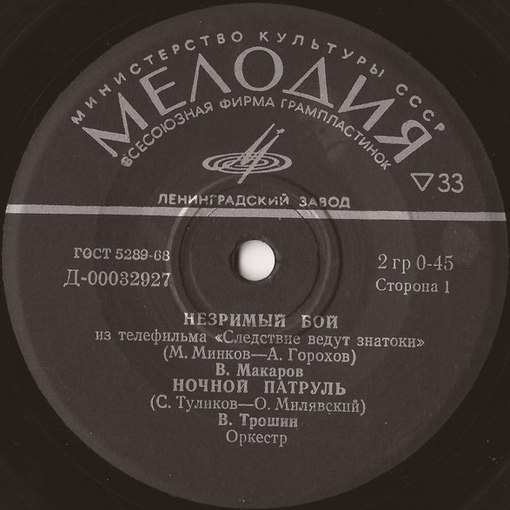 МИНИСТЕРСТВО КУЛЬТУРЫ СССР
МЕЛОДИЯ
ВСЕСОЮЗНАЯ ФИРМА ГРАМПЛАСТИНОК
▽33
ЛЕНИНГРАДСКИЙ ЗАВОД
ГОСТ 5289-68
Д-00032927
2 гр 0-45
Сторона 1
НЕЗРИМЫЙ БОЙ
из телефильма «Следствие ведут знатоки»
(М. Минков—А. Горохов)
В. Макаров
НОЧНОЙ ПАТРУЛЬ
(С. Туликов—О. Милявский)
В. Трошин
Оркестр